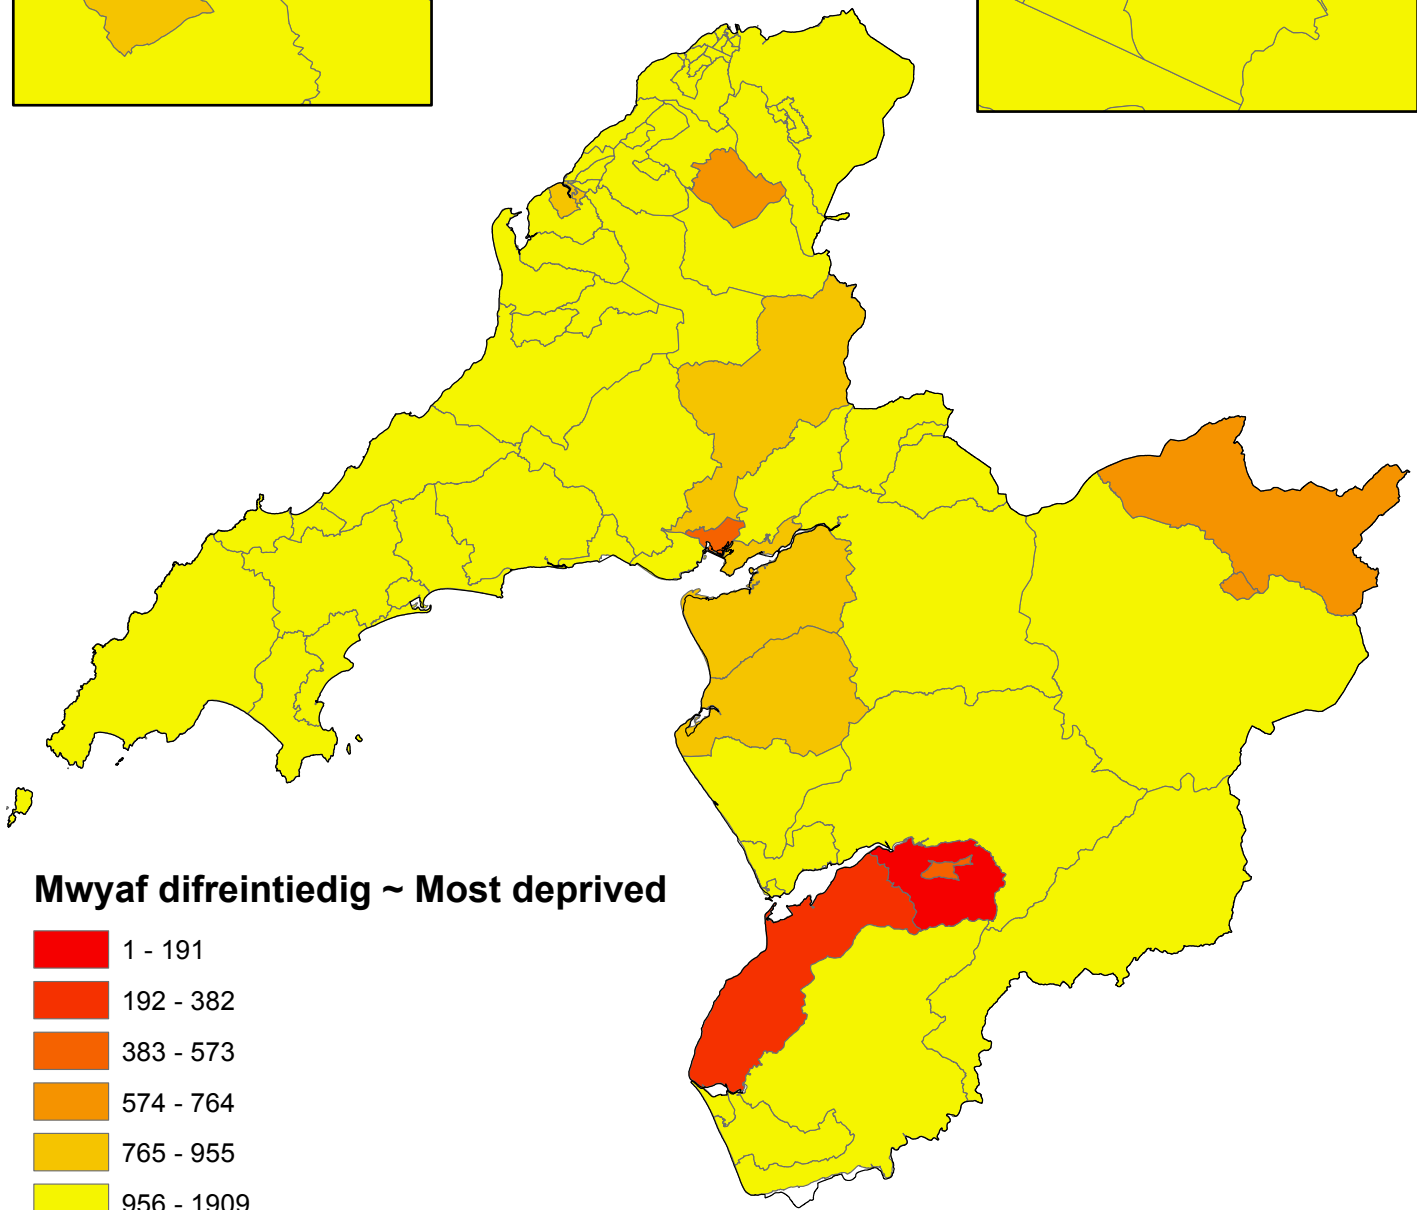 Mwyaf difreintiedig ~ Most deprived
1 - 191
192 - 382
383 - 573
574 - 764
765 - 955
956 - 1909